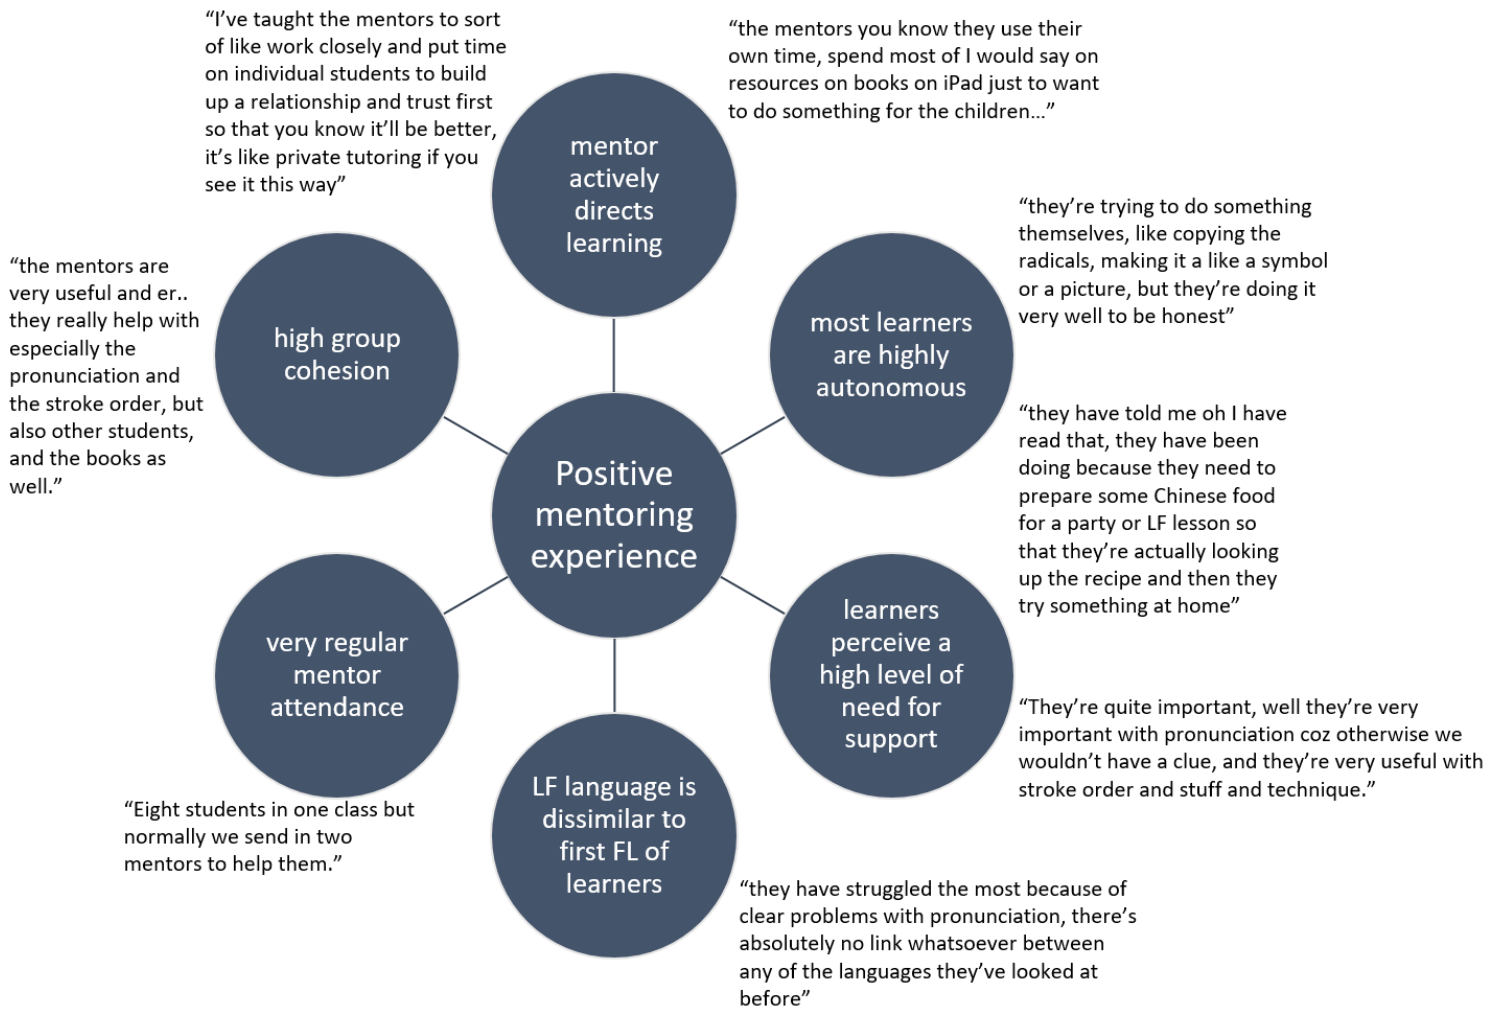 “I’ve taught the mentors to sort
of like work closely and put time
on individual students to build
up a relationship and trust first
so that you know it’ll be better,
it’s like private tutoring if you
see it this way”
“the mentors you know they use their
own time, spend most of I would say on
resources on books on iPad just to want
to do something for the children…”
mentor
actively
directs
learning
“they’re trying to do something
themselves, like copying the
radicals, making it a like a symbol
or a picture, but they’re doing it
very well to be honest”
“the mentors are
very useful and er..
they really help with
especially the
pronunciation and
the stroke order, but
also other students,
and the books as
well.”
high group
cohesion
most learners
are highly
autonomous
“they have told me oh I have
read that, they have been
doing because they need to
prepare some Chinese food
for a party or LF lesson so
that they’re actually looking
up the recipe and then they
try something at home”
Positive
mentoring
experience
very regular
mentor
attendance
learners
perceive a
high level of
need for
support
“They’re quite important, well they’re very
important with pronunciation coz otherwise we
wouldn’t have a clue, and they’re very useful with
stroke order and stuff and technique.”
“Eight students in one class but
normally we send in two
mentors to help them.”
LF language is
dissimilar to
first FL of
learners
“they have struggled the most because of
clear problems with pronunciation, there’s
absolutely no link whatsoever between
any of the languages they’ve looked at
before”